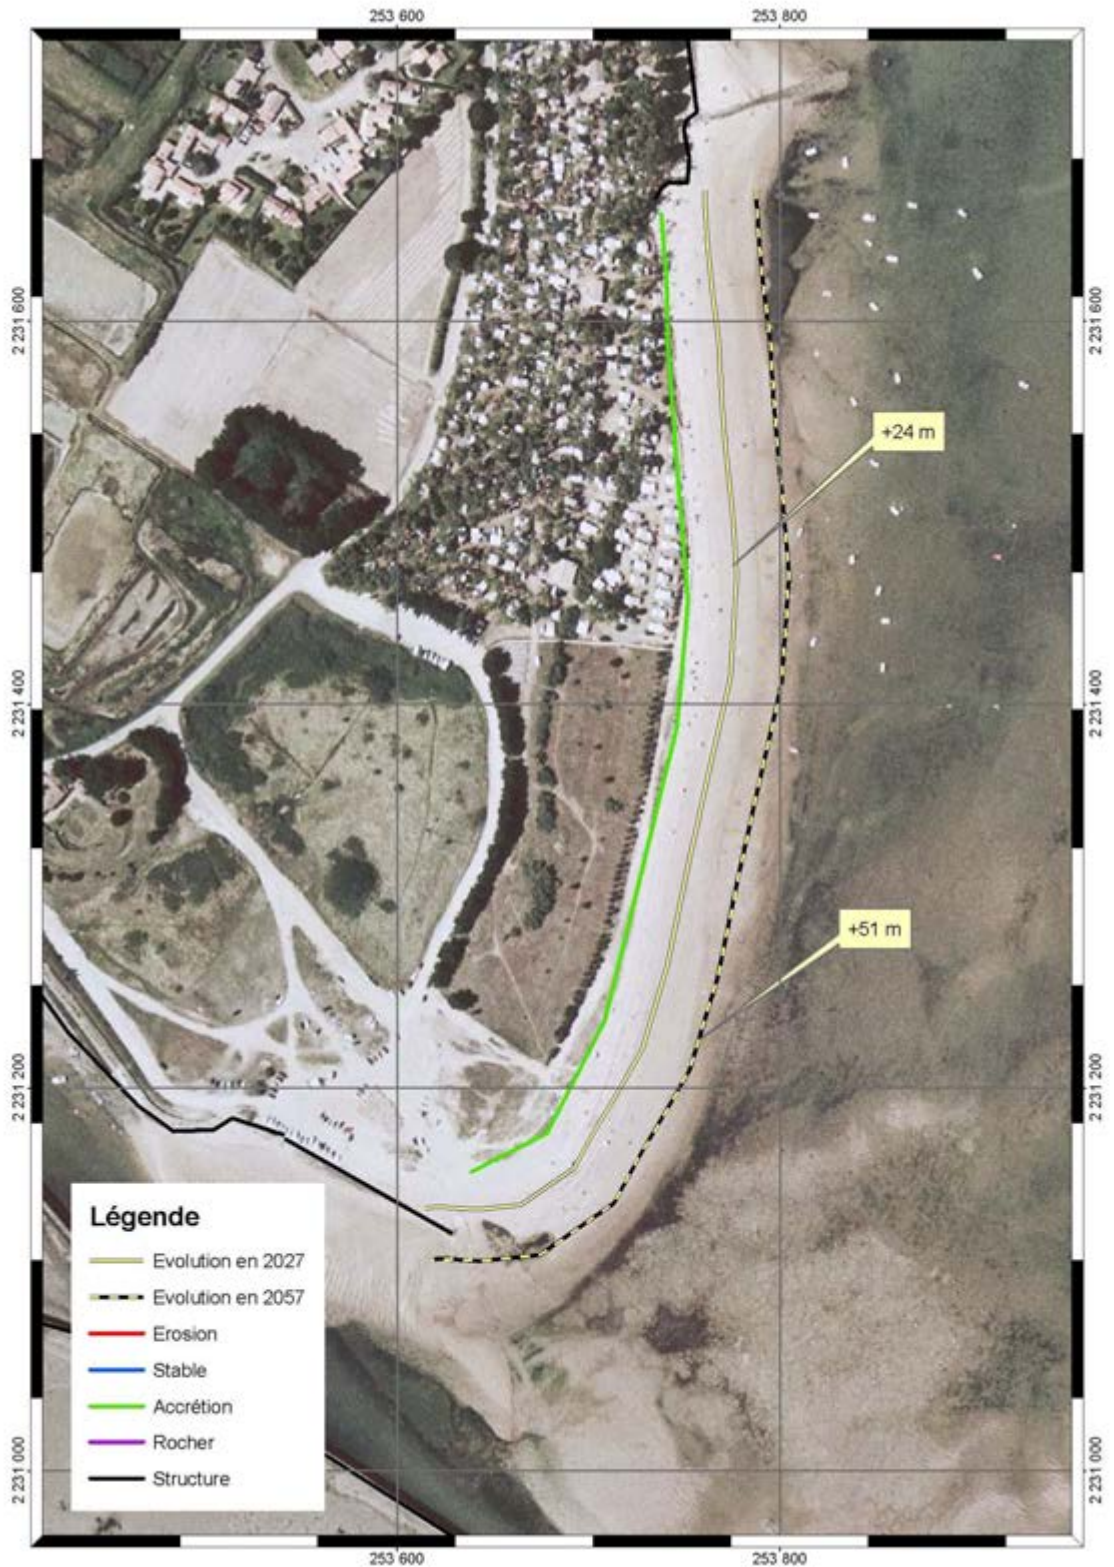 253 600
253 800
2 231 600
2 231 600
+24 m
2 231 400
2 231 400
+51 m
2 231 200
2 231 200
Légende
Evolution en 2027
Evolution en 2057
Erosion
Stable
Accrétion
Rocher
Structure
2 231 000
2 231 000
253 600
253 800